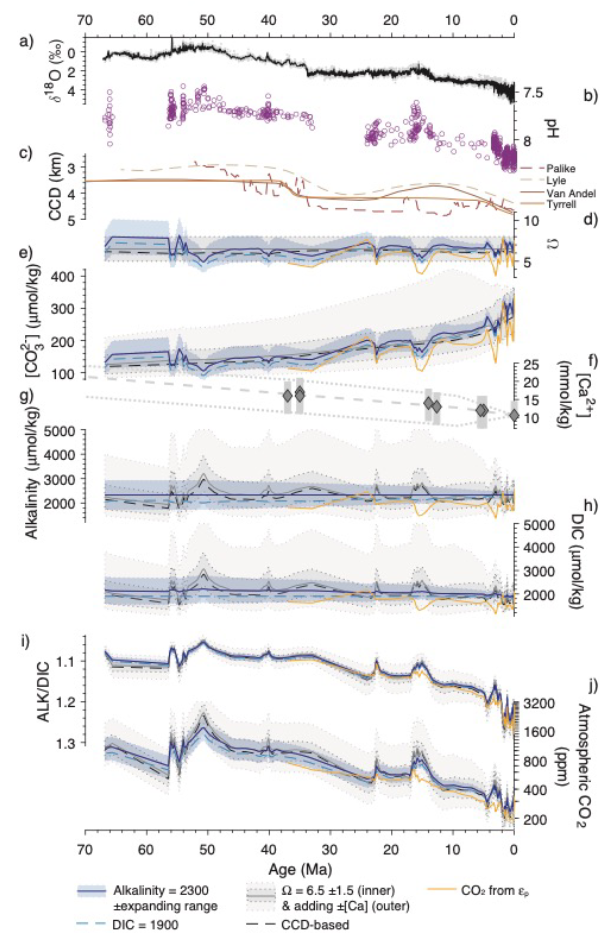 70 60 50 40 30 20 10 0
a)
δ18O (‰)
0
2
4
b)
pH
7.5
8
c)
CCD (km)
3
4
5
Palike
Lyle
Van Andel
Tyrrell
d)
Ω
10
5
e)
[CO3 2-] (μmol/kg)
400
300
200
100
f)
[Ca2+]
(mmol/kg)
25
20
15
10
g)
Alkalinity (μmol/kg)
5000
4000
3000
2000
h)
DIC
(μmol/kg)
5000
4000
3000
2000
i)
ALK/DIC
1.1
1.2
1.3
j)
Atmospheric CO2
(ppm)
3200
1600
800
400
200
70 60 50 40 30 20 10 0
Age (Ma)
Alkalinity = 2300
±expanding range
DIC = 1900
Ω = 6.5 ±1.5 (inner)
& adding ±[Ca] (outer)
CCD-based
CO2 from εp